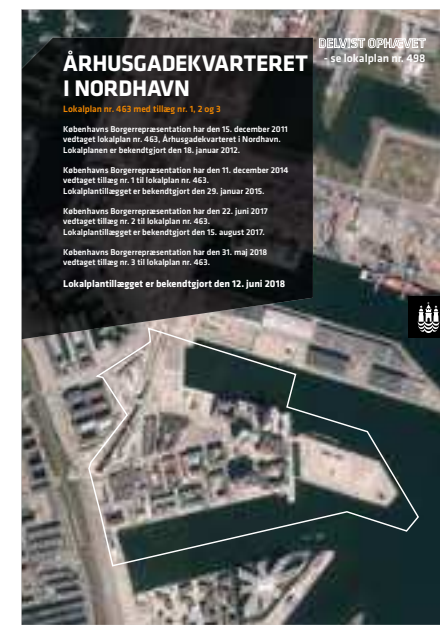 DELVIST OPHÆVET
- se lokalplan nr. 498
ÅRHUSGADEKVARTERET
I NORDHAVN
Lokalplan nr. 463 med tillæg nr. 1, 2 og 3
Københavns Borgerrepræsentation har den 15. december 2011
vedtaget lokalplan nr. 463, Århusgadekvarteret i Nordhavn.
Lokalplanen er bekendtgjort den 18. januar 2012.
Københavns Borgerrepræsentation har den 11. december 2014
vedtaget tillæg nr. 1 til lokalplan nr. 463.
Lokalplantillægget er bekendtgjort den 29. januar 2015.
Københavns Borgerrepræsentation har den 22. juni 2017
vedtaget tillæg nr. 2 til lokalplan nr. 463.
Lokalplantillægget er bekendtgjort den 15. august 2017.
Københavns Borgerrepræsentation har den 31. maj 2018
vedtaget tillæg nr. 3 til lokalplan nr. 463.
Lokalplantillægget er bekendtgjort den 12. juni 2018